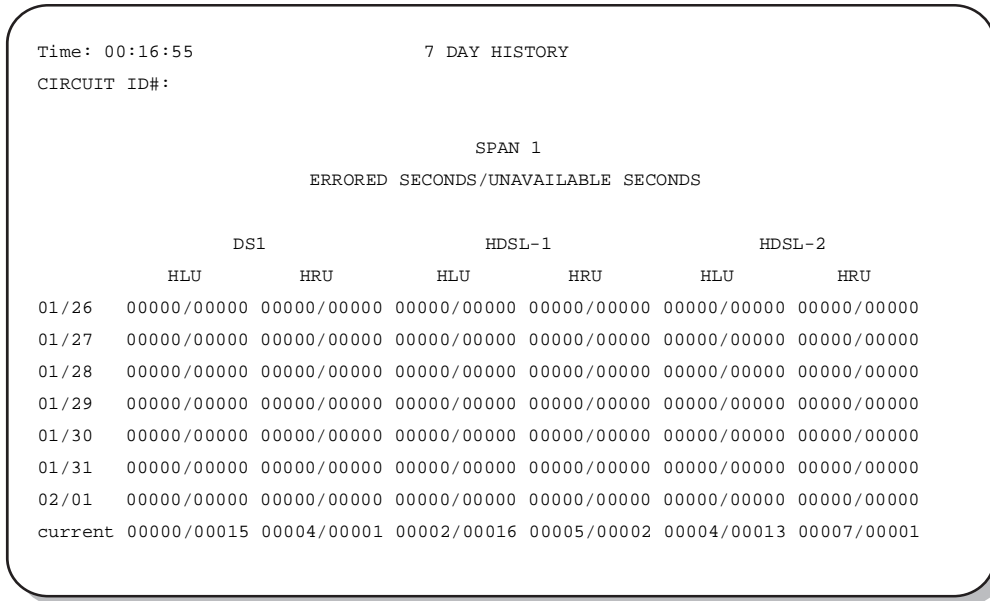 Time: 00:16:55 7 DAY HISTORY
CIRCUIT ID#:
SPAN 1
ERRORED SECONDS/UNAVAILABLE SECONDS
DS1 HDSL-1 HDSL-2
HLU HRU HLU HRU HLU HRU
01/26 00000/00000 00000/00000 00000/00000 00000/00000 00000/00000 00000/00000
01/27 00000/00000 00000/00000 00000/00000 00000/00000 00000/00000 00000/00000
01/28 00000/00000 00000/00000 00000/00000 00000/00000 00000/00000 00000/00000
01/29 00000/00000 00000/00000 00000/00000 00000/00000 00000/00000 00000/00000
01/30 00000/00000 00000/00000 00000/00000 00000/00000 00000/00000 00000/00000
01/31 00000/00000 00000/00000 00000/00000 00000/00000 00000/00000 00000/00000
02/01 00000/00000 00000/00000 00000/00000 00000/00000 00000/00000 00000/00000
current 00000/00015 00004/00001 00002/00016 00005/00002 00004/00013 00007/00001